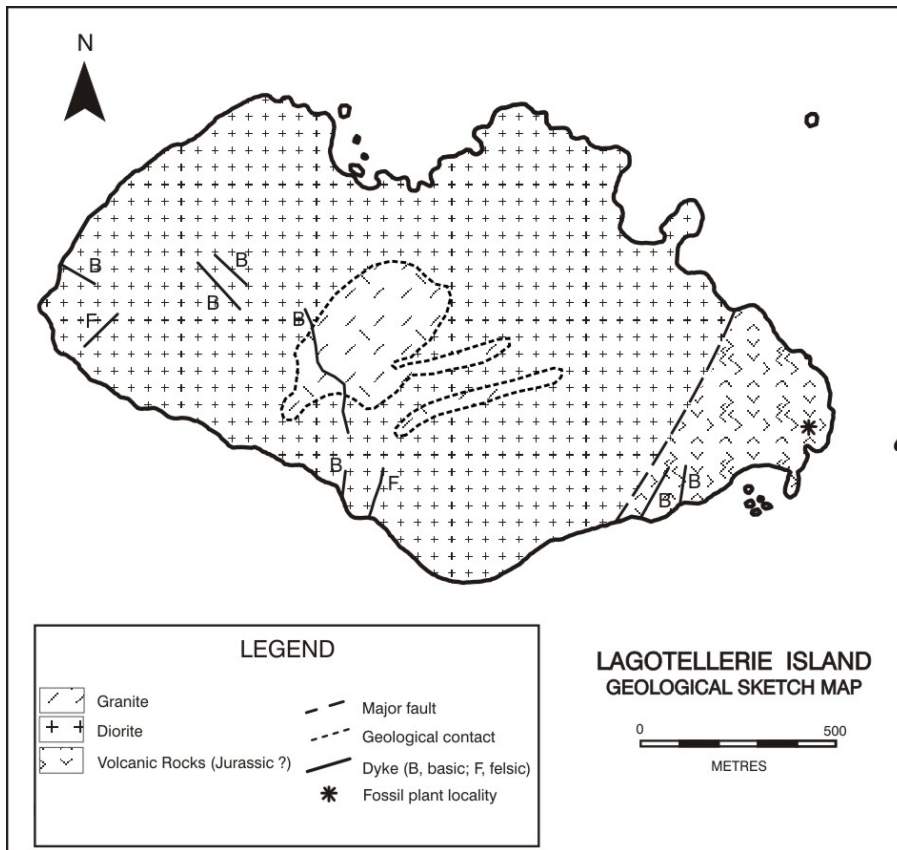 N
B
B
B
F
B
B
F
B
B
LEGEND
Granite
Diorite
Volcanic Rocks (Jurassic ?)
Major fault
Geological contact
Dyke (B, basic; F, felsic)
Fossil plant locality
LAGOTELLERIE ISLAND
GEOLOGICAL SKETCH MAP
0 500
METRES